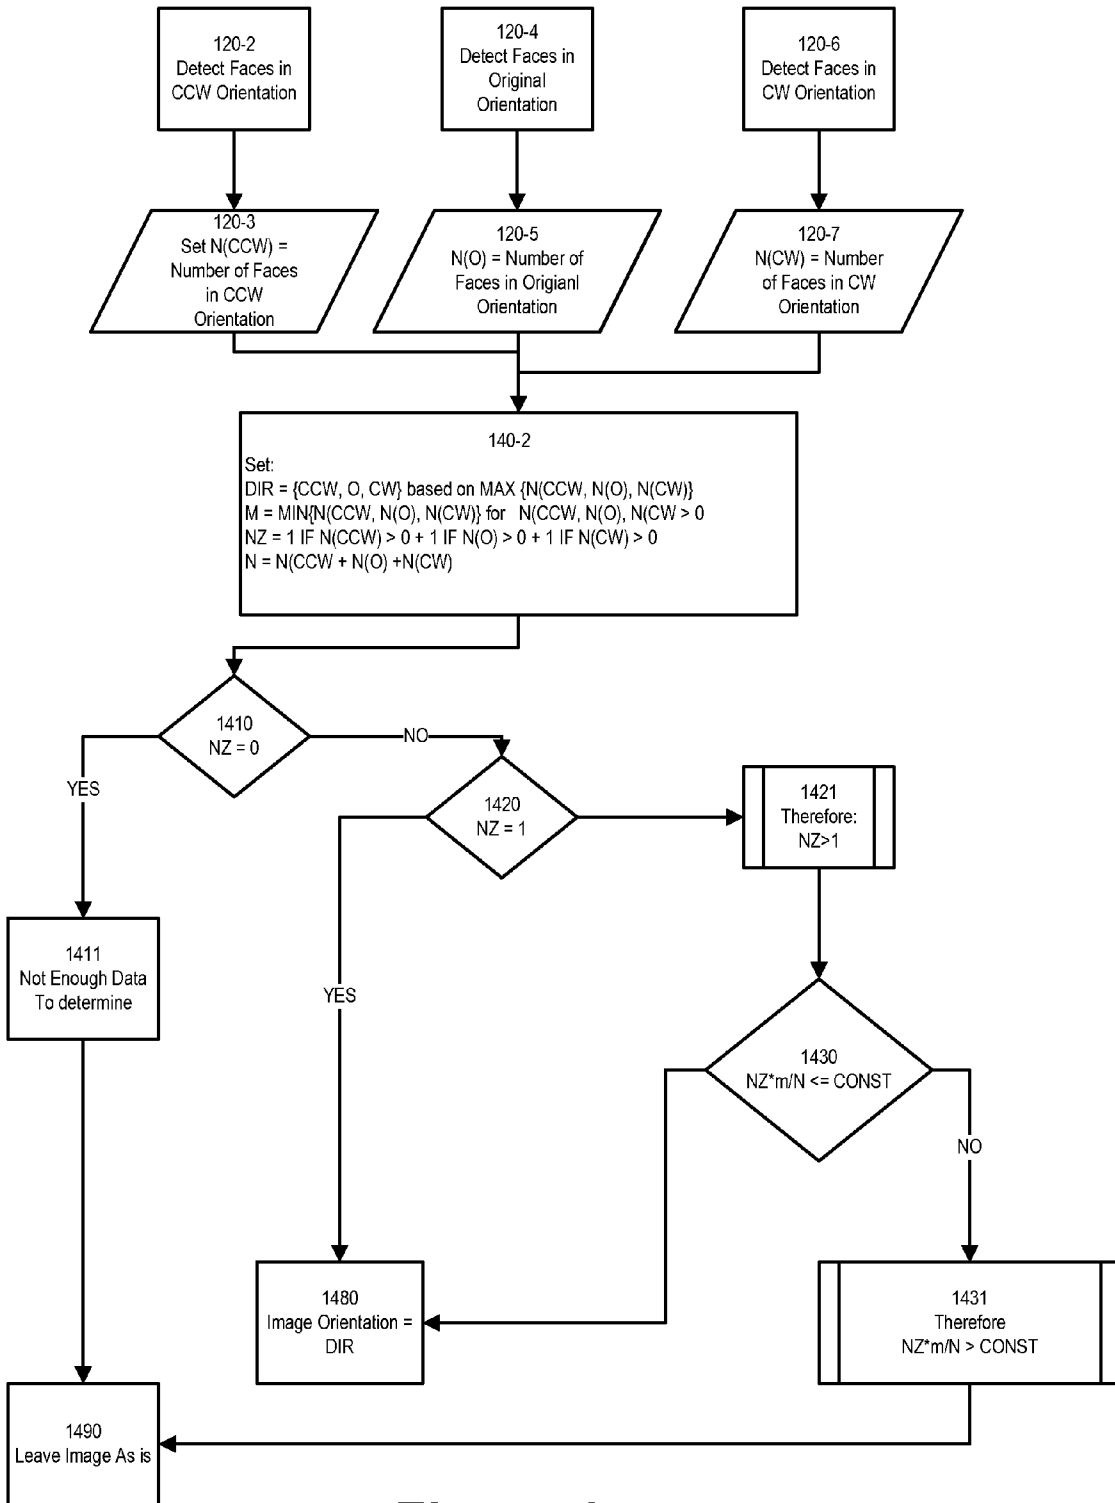 120-2
Detect Faces in
CCW Orientation
120-4
Detect Faces in
Original
Orientation
120-6
Detect Faces in
CW Orientation
120-3
Set N(CCW) =
Number of Faces
in CCW
Orientation
120-5
N(O) = Number of
Faces in Origianl
Orientation
120-7
N(CW) = Number
of Faces in CW
Orientation
140-2
Set:
DIR = {CCW, O, CW} based on MAX {N(CCW, N(O), N(CW)}
M = MIN{N(CCW, N(O), N(CW)} for N(CCW, N(O), N(CW > 0
NZ = 1 IF N(CCW) > 0 + 1 IF N(O) > 0 + 1 IF N(CW) > 0
N = N(CCW + N(O) +N(CW)
1410
NZ = 0
NO
YES
1420
NZ = 1
1421
Therefore:
NZ>1
1411
Not Enough Data
To determine
YES
1430
NZ*m/N <= CONST
NO
1480
Image Orientation =
DIR
1431
Therefore
NZ*m/N > CONST
1490
Leave Image As is